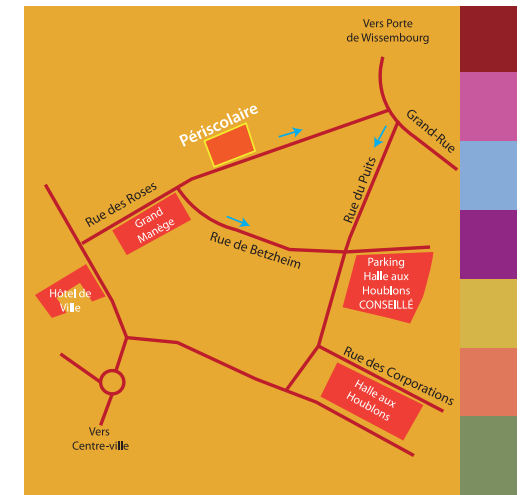 Vers Porte
de Wissembourg
Périscolaire
Grand-Rue
Rue du Puits
Rue des Roses
Grand
Manège
Rue de Betzheim
Parking
Halle aux
Houblons
CONSEILLÉ
Hôtel de
Ville
Rue des Corporations
Halle aux
Houblons
Vers
Centre-ville